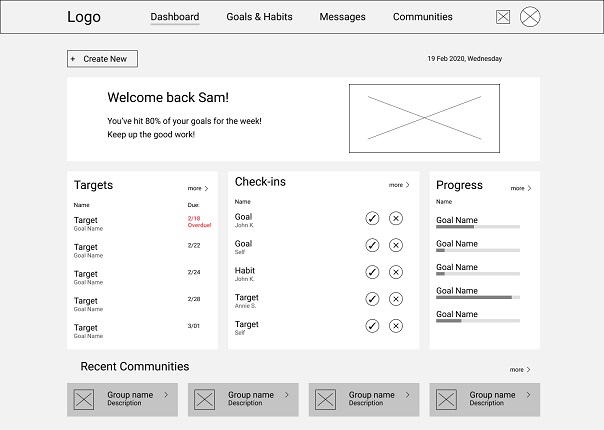 Logo Dashboard Goals & Habits Messages Communities
+ Create New 19 Feb 2020, Wednesday
Welcome back Sam!
You've hit 80% of your goals for the week!
Keep up the good work!
Targets more >
Name Due:
Target 2/18
Goal Name Overdue!
Target 2/22
Goal Name
Target 2/24
Goal Name
Target 2/28
Goal Name
Target 3/01
Goal Name
Check-ins more >
Name
Goal
John K.
Goal
Self
Habit
John K.
Target
Annie S.
Target
Self
Progress more >
Name
Goal Name
Goal Name
Goal Name
Goal Name
Goal Name
Recent Communities more >
Group name >
Description
Group name >
Description
Group name >
Description
Group name >
Description